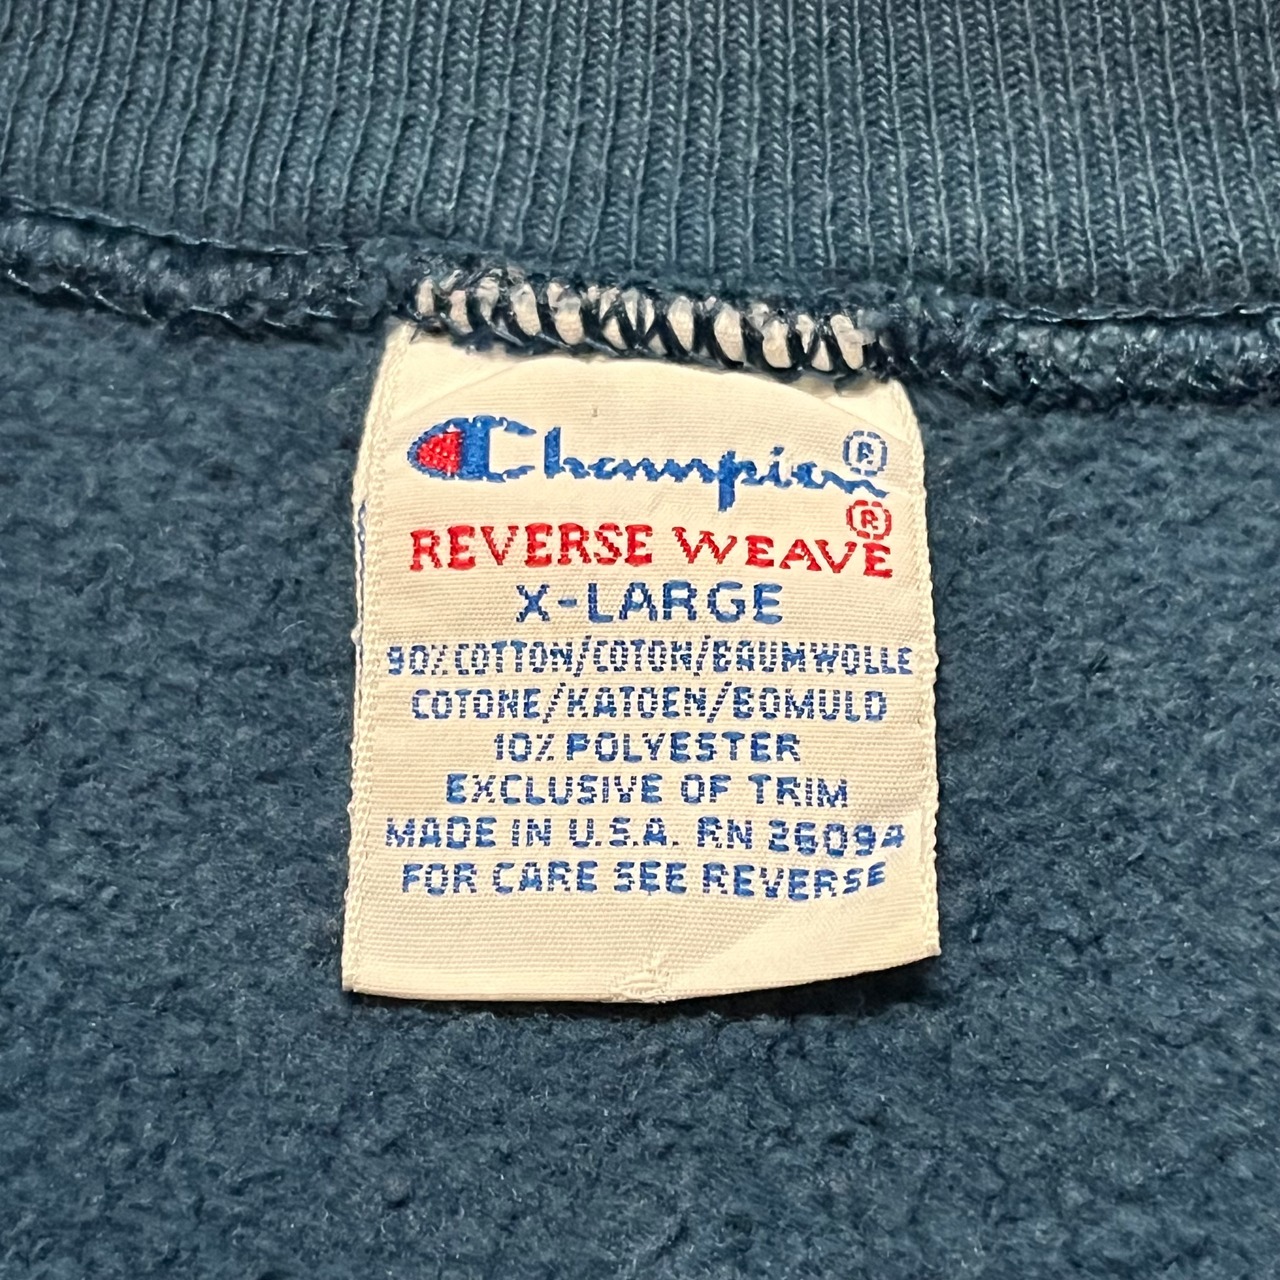 Champion®
REVERSE WEAVE®
X-LARGE
90% COTTON/COTON/BAUMWOLLE
COTONE/KATOEN/BOMULD
10% POLYESTER
EXCLUSIVE OF TRIM
MADE IN U.S.A. RN 26094
FOR CARE SEE REVERSE